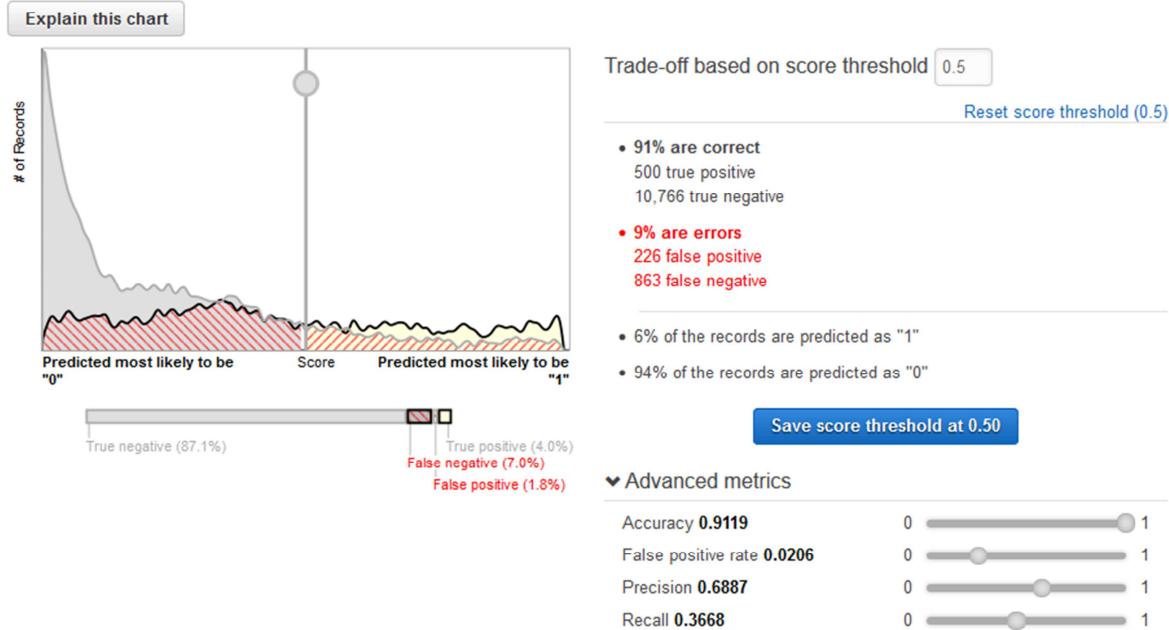 Explain this chart
# of Records
Predicted most likely to be
"0"
Score
Predicted most likely to be
"1"
True negative (87.1%)
True positive (4.0%)
False negative (7.0%)
False positive (1.8%)
Trade-off based on score threshold 0.5
Reset score threshold (0.5)
• 91% are correct
500 true positive
10,766 true negative
• 9% are errors
226 false positive
863 false negative
• 6% of the records are predicted as "1"
• 94% of the records are predicted as "0"
Save score threshold at 0.50
Advanced metrics
Accuracy 0.9119 0 1
False positive rate 0.0206 0 1
Precision 0.6887 0 1
Recall 0.3668 0 1